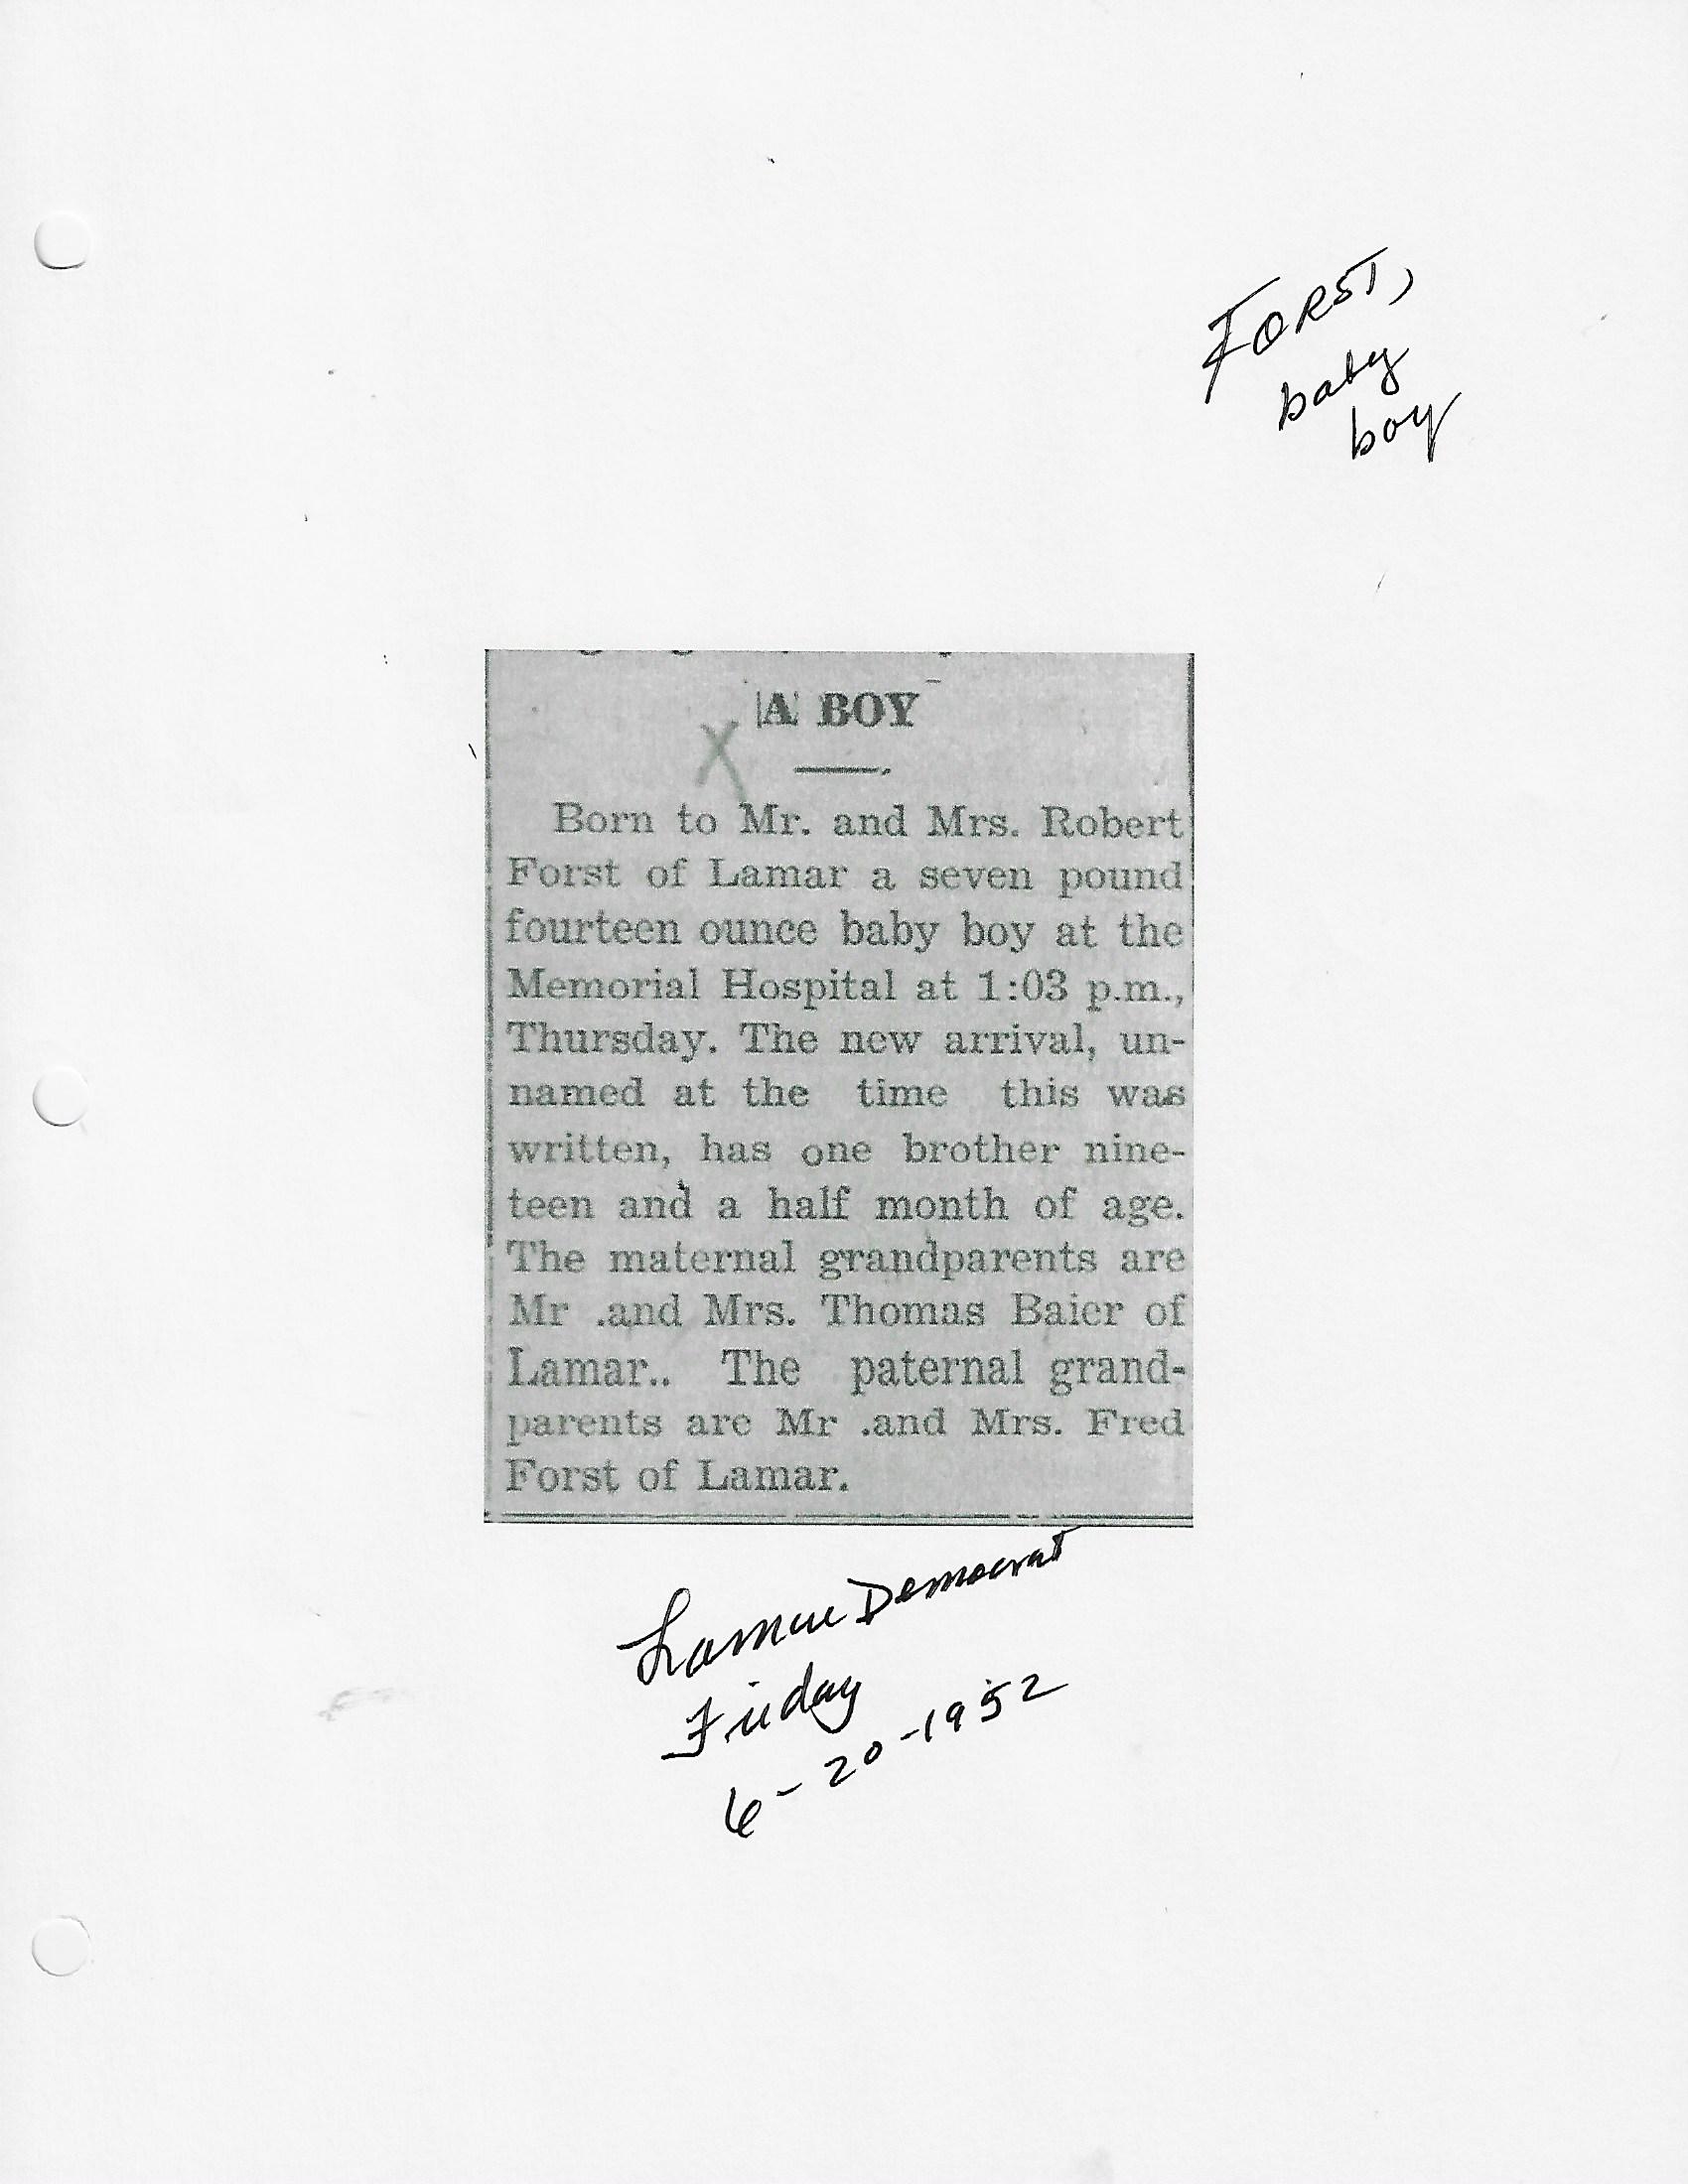 FORST,
baby
boy
A BOY
X
Born to Mr. and Mrs. Robert
Forst of Lamar a seven pound
fourteen ounce baby boy at the
Memorial Hospital at 1:03 p.m.,
Thursday. The new arrival, un-
named at the time this was
written, has one brother nine-
teen and a half month of age.
The maternal grandparents are
Mr .and Mrs. Thomas Baier of
Lamar.. The paternal grand-
parents are Mr .and Mrs. Fred
Forst of Lamar.
Lamar Democrat
Friday
6-20-1952